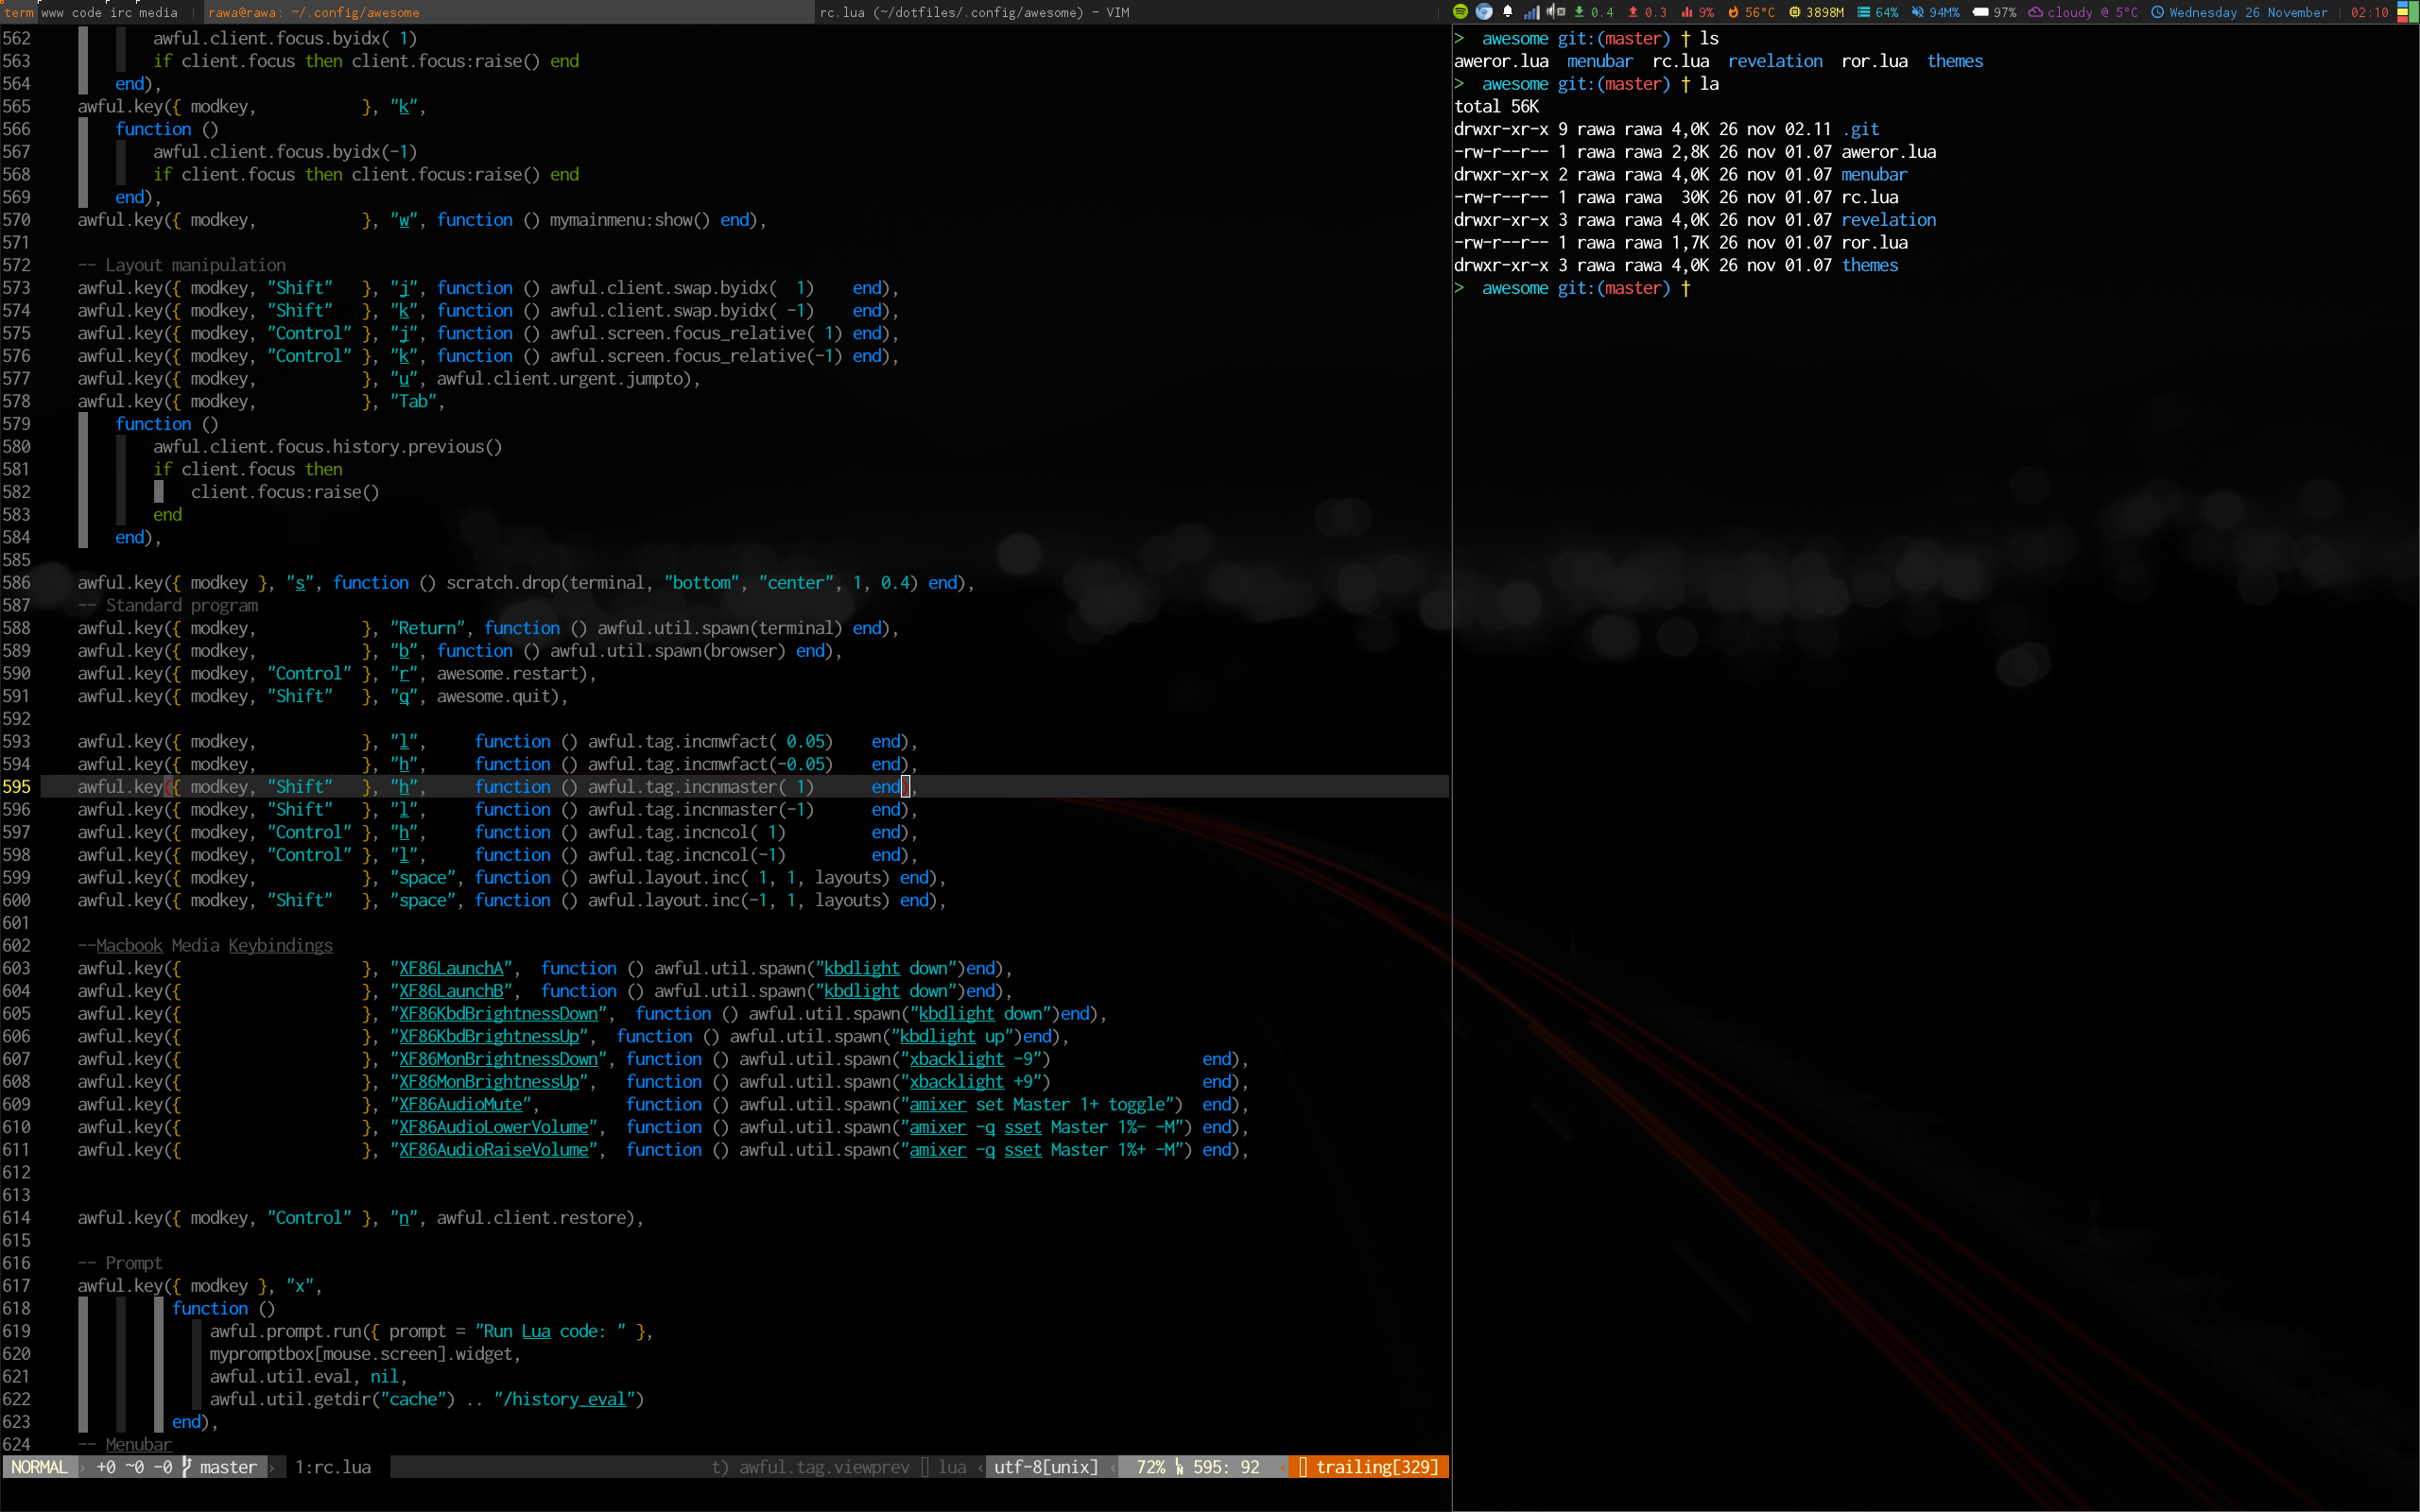 term www code irc media | rawa@rawa: ~/.config/awesome rc.lua (~/dotfiles/.config/awesome) - VIM | 0.4 0.3 9% 56°C 3898M 64% 94M% 97% cloudy @ 5°C Wednesday 26 November | 02:10
562 awful.client.focus.byidx( 1)
563 if client.focus then client.focus:raise() end
564 end),
565 awful.key({ modkey, }, "k",
566 function ()
567 awful.client.focus.byidx(-1)
568 if client.focus then client.focus:raise() end
569 end),
570 awful.key({ modkey, }, "w", function () mymainmenu:show() end),
571
572 -- Layout manipulation
573 awful.key({ modkey, "Shift" }, "j", function () awful.client.swap.byidx( 1) end),
574 awful.key({ modkey, "Shift" }, "k", function () awful.client.swap.byidx( -1) end),
575 awful.key({ modkey, "Control" }, "j", function () awful.screen.focus_relative( 1) end),
576 awful.key({ modkey, "Control" }, "k", function () awful.screen.focus_relative(-1) end),
577 awful.key({ modkey, }, "u", awful.client.urgent.jumpto),
578 awful.key({ modkey, }, "Tab",
579 function ()
580 awful.client.focus.history.previous()
581 if client.focus then
582 client.focus:raise()
583 end
584 end),
585
586 awful.key({ modkey }, "s", function () scratch.drop(terminal, "bottom", "center", 1, 0.4) end),
587 -- Standard program
588 awful.key({ modkey, }, "Return", function () awful.util.spawn(terminal) end),
589 awful.key({ modkey, }, "b", function () awful.util.spawn(browser) end),
590 awful.key({ modkey, "Control" }, "r", awesome.restart),
591 awful.key({ modkey, "Shift" }, "q", awesome.quit),
592
593 awful.key({ modkey, }, "l", function () awful.tag.incmwfact( 0.05) end),
594 awful.key({ modkey, }, "h", function () awful.tag.incmwfact(-0.05) end),
595 awful.key({ modkey, "Shift" }, "h", function () awful.tag.incnmaster( 1) end),
596 awful.key({ modkey, "Shift" }, "l", function () awful.tag.incnmaster(-1) end),
597 awful.key({ modkey, "Control" }, "h", function () awful.tag.incncol( 1) end),
598 awful.key({ modkey, "Control" }, "l", function () awful.tag.incncol(-1) end),
599 awful.key({ modkey, }, "space", function () awful.layout.inc( 1, 1, layouts) end),
600 awful.key({ modkey, "Shift" }, "space", function () awful.layout.inc(-1, 1, layouts) end),
601
602 --Macbook Media Keybindings
603 awful.key({ }, "XF86LaunchA", function () awful.util.spawn("kbdlight down")end),
604 awful.key({ }, "XF86LaunchB", function () awful.util.spawn("kbdlight down")end),
605 awful.key({ }, "XF86KbdBrightnessDown", function () awful.util.spawn("kbdlight down")end),
606 awful.key({ }, "XF86KbdBrightnessUp", function () awful.util.spawn("kbdlight up")end),
607 awful.key({ }, "XF86MonBrightnessDown", function () awful.util.spawn("xbacklight -9") end),
608 awful.key({ }, "XF86MonBrightnessUp", function () awful.util.spawn("xbacklight +9") end),
609 awful.key({ }, "XF86AudioMute", function () awful.util.spawn("amixer set Master 1+ toggle") end),
610 awful.key({ }, "XF86AudioLowerVolume", function () awful.util.spawn("amixer -q sset Master 1%- -M") end),
611 awful.key({ }, "XF86AudioRaiseVolume", function () awful.util.spawn("amixer -q sset Master 1%+ -M") end),
612
613
614 awful.key({ modkey, "Control" }, "n", awful.client.restore),
615
616 -- Prompt
617 awful.key({ modkey }, "x",
618 function ()
619 awful.prompt.run({ prompt = "Run Lua code: " },
620 mypromptbox[mouse.screen].widget,
621 awful.util.eval, nil,
622 awful.util.getdir("cache") .. "/history_eval")
623 end),
624 -- Menubar
NORMAL › +0 ~0 -0 master › 1:rc.lua t) awful.tag.viewprev lua ‹ utf-8[unix] ‹ 72% LN 595: 92 ‹ trailing[329]
> awesome git:(master) † ls
aweror.lua menubar rc.lua revelation ror.lua themes
> awesome git:(master) † la
total 56K
drwxr-xr-x 9 rawa rawa 4,0K 26 nov 02.11 .git
-rw-r--r-- 1 rawa rawa 2,8K 26 nov 01.07 aweror.lua
drwxr-xr-x 2 rawa rawa 4,0K 26 nov 01.07 menubar
-rw-r--r-- 1 rawa rawa 30K 26 nov 01.07 rc.lua
drwxr-xr-x 3 rawa rawa 4,0K 26 nov 01.07 revelation
-rw-r--r-- 1 rawa rawa 1,7K 26 nov 01.07 ror.lua
drwxr-xr-x 3 rawa rawa 4,0K 26 nov 01.07 themes
> awesome git:(master) †